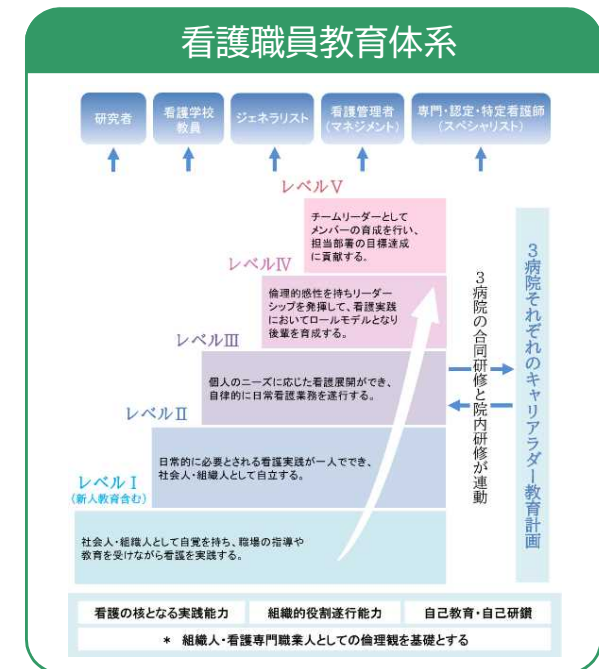 看護職員教育体系
研究者
看護学校
教員
ジェネラリスト
看護管理者
(マネジメント)
専門・認定・特定看護師
(スペシャリスト)
レベルⅤ
チームリーダーとして
メンバーの育成を行い、
担当部署の目標達成
に貢献する。
レベルⅣ
倫理的感性を持ちリーダー
シップを発揮して、看護実践
においてロールモデルとなり
後輩を育成する。
レベルⅢ
個人のニーズに応じた看護展開ができ、
自律的に日常看護業務を遂行する。
レベルⅡ
日常的に必要とされる看護実践が一人ででき、
社会人・組織人として自立する。
レベルⅠ
(新人教育含む)
社会人・組織人として自覚を持ち、職場の指導や
教育を受けながら看護を実践する。
3病院の合同研修と院内研修が連動
3病院それぞれのキャリアラダー教育計画
看護の核となる実践能力
組織的役割遂行能力
自己教育・自己研鑽
* 組織人・看護専門職業人としての倫理観を基礎とする